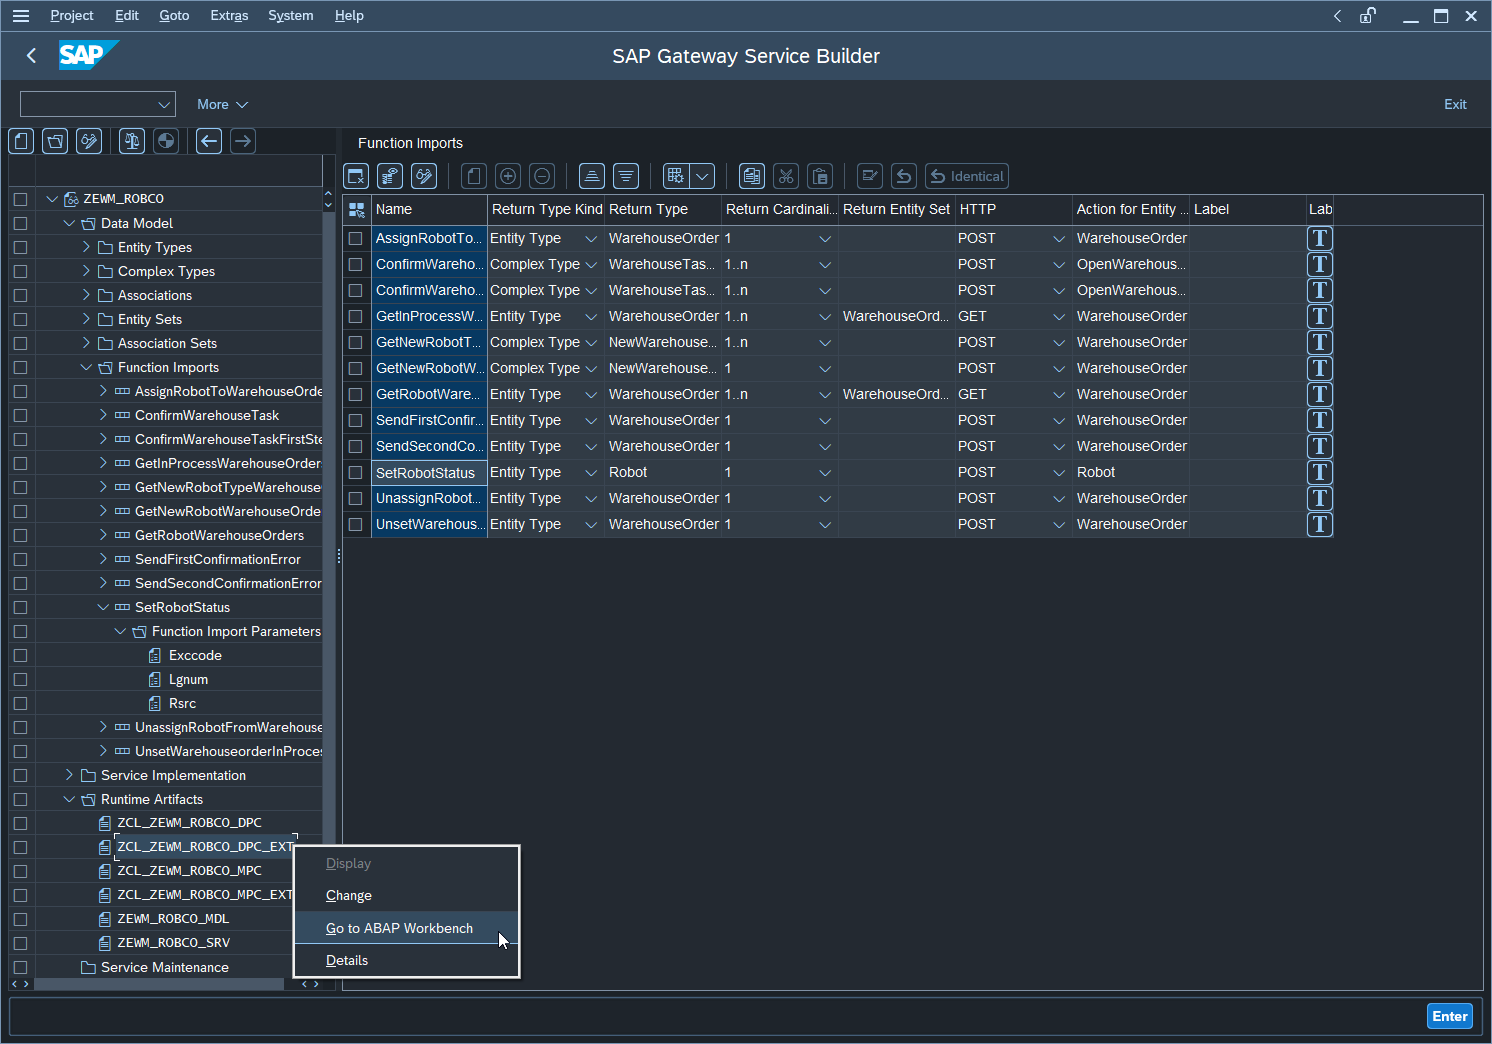 Project Edit Goto Extras System Help
SAP SAP Gateway Service Builder
More Exit
Function Imports
Identical
Name Return Type Kind Return Type Return Cardinali... Return Entity Set HTTP Action for Entity ... Label Lab
AssignRobotTo... Entity Type WarehouseOrder 1 POST WarehouseOrder T
ConfirmWareho... Complex Type WarehouseTas... 1..n POST OpenWarehous... T
ConfirmWareho... Complex Type WarehouseTas... 1..n POST OpenWarehous... T
GetInProcessW... Entity Type WarehouseOrder 1..n WarehouseOrd... GET T
GetNewRobotT... Complex Type NewWarehouse... 1..n POST WarehouseOrder T
GetNewRobotW... Complex Type NewWarehouse... 1 POST WarehouseOrder T
GetRobotWare... Entity Type WarehouseOrder 1..n WarehouseOrd... GET T
SendFirstConfir... Entity Type WarehouseOrder 1 POST WarehouseOrder T
SendSecondCo... Entity Type WarehouseOrder 1 POST WarehouseOrder T
SetRobotStatus Entity Type Robot 1 POST Robot T
UnassignRobot... Entity Type WarehouseOrder 1 POST WarehouseOrder T
UnsetWarehous... Entity Type WarehouseOrder 1 POST WarehouseOrder T
ZEWM_ROBCO
Data Model
Entity Types
Complex Types
Associations
Entity Sets
Association Sets
Function Imports
AssignRobotToWarehouseOrde
ConfirmWarehouseTask
ConfirmWarehouseTaskFirstSte
GetInProcessWarehouseOrder
GetNewRobotTypeWarehouse
GetNewRobotWarehouseOrde
GetRobotWarehouseOrders
SendFirstConfirmationError
SendSecondConfirmationError
SetRobotStatus
Function Import Parameters
Exccode
Lgnum
Rsrc
UnassignRobotFromWarehouse
UnsetWarehouseorderInProces
Service Implementation
Runtime Artifacts
ZCL_ZEWM_ROBCO_DPC
ZCL_ZEWM_ROBCO_DPC_EXT
ZCL_ZEWM_ROBCO_MPC
ZCL_ZEWM_ROBCO_MPC_EXT
ZEWM_ROBCO_MDL
ZEWM_ROBCO_SRV
Service Maintenance
Display
Change
Go to ABAP Workbench
Details
Enter